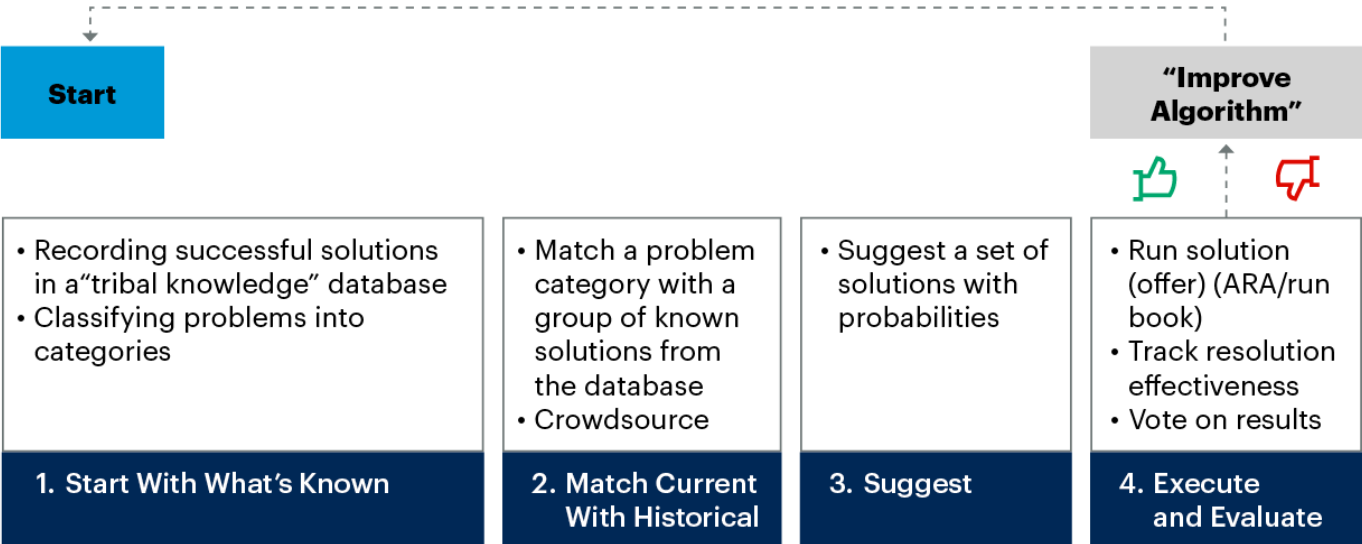 Start
“Improve
Algorithm”
• Recording successful solutions
in a“tribal knowledge” database
• Classifying problems into
categories
1. Start With What’s Known
• Match a problem
category with a
group of known
solutions from
the database
• Crowdsource
2. Match Current
With Historical
• Suggest a set of
solutions with
probabilities
3. Suggest
• Run solution
(offer) (ARA/run
book)
• Track resolution
effectiveness
• Vote on results
4. Execute
and Evaluate